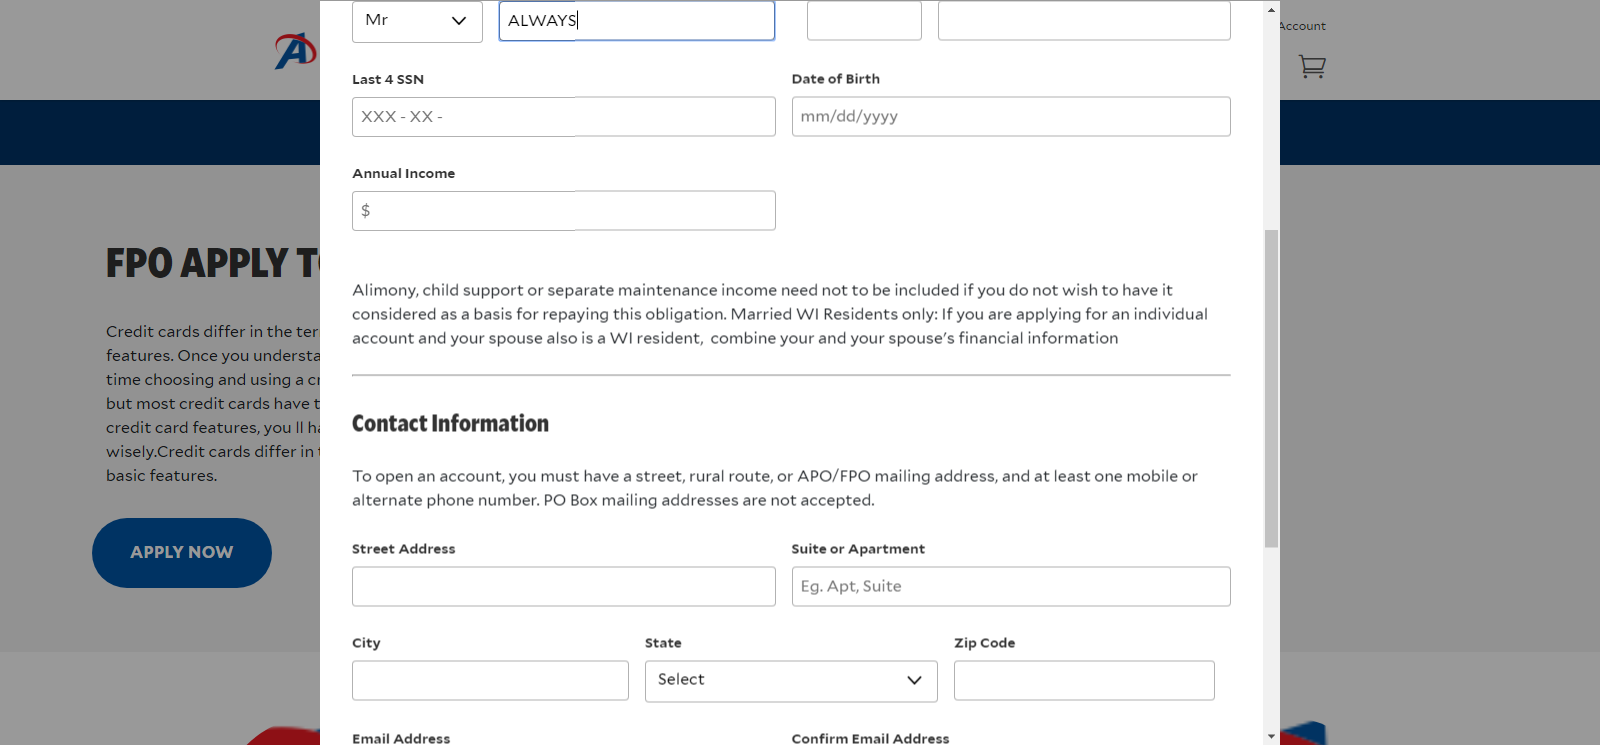 Account
Mr
ALWAYS
Last 4 SSN
Date of Birth
XXX - XX -
mm/dd/yyyy
Annual Income
$
FPO APPLY T
Credit cards differ in the ter
features. Once you understa
time choosing and using a c
but most credit cards have t
credit card features, you ll h
wisely.Credit cards differ in
basic features.
APPLY NOW
Alimony, child support or separate maintenance income need not to be included if you do not wish to have it
considered as a basis for repaying this obligation. Married WI Residents only: If you are applying for an individual
account and your spouse also is a WI resident, combine your and your spouse's financial information
Contact Information
To open an account, you must have a street, rural route, or APO/FPO mailing address, and at least one mobile or
alternate phone number. PO Box mailing addresses are not accepted.
Street Address
Suite or Apartment
Eg. Apt, Suite
City
State
Zip Code
Select
Email Address
Confirm Email Address